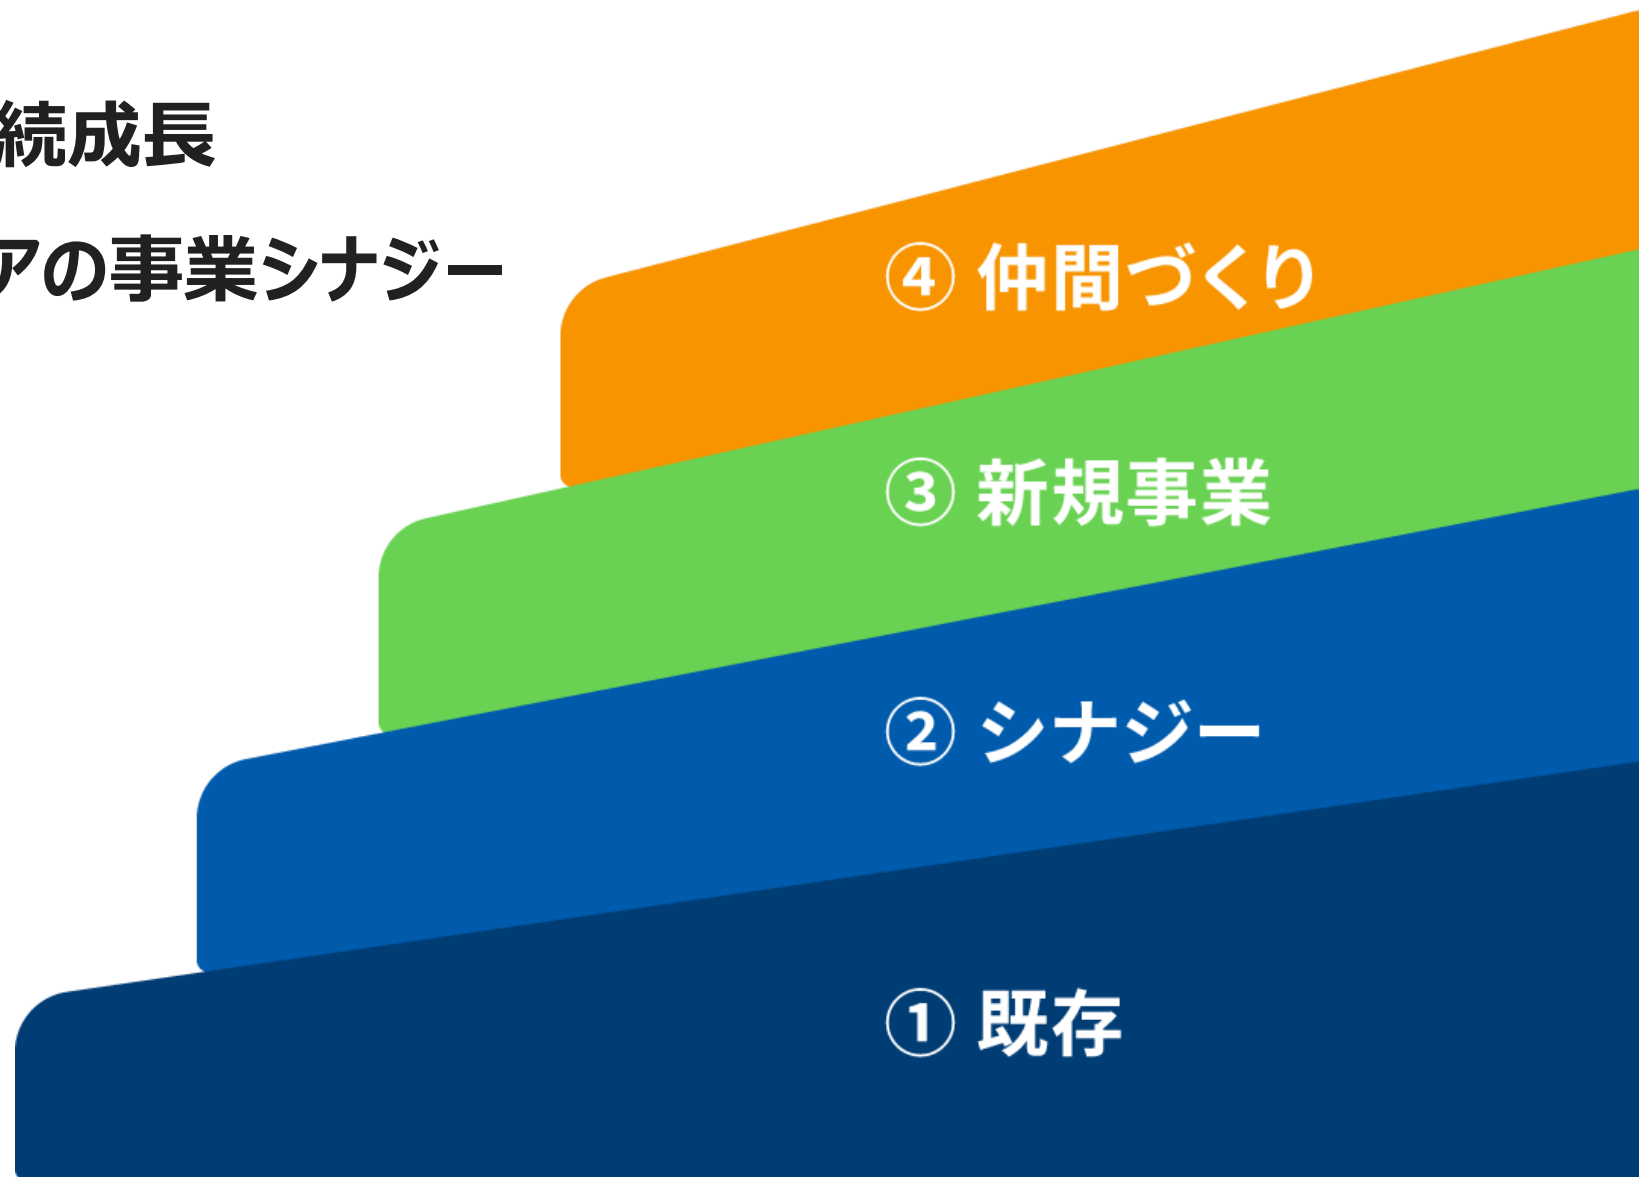 続成長
アの事業シナジー
④ 仲間づくり
③ 新規事業
② シナジー
① 既存